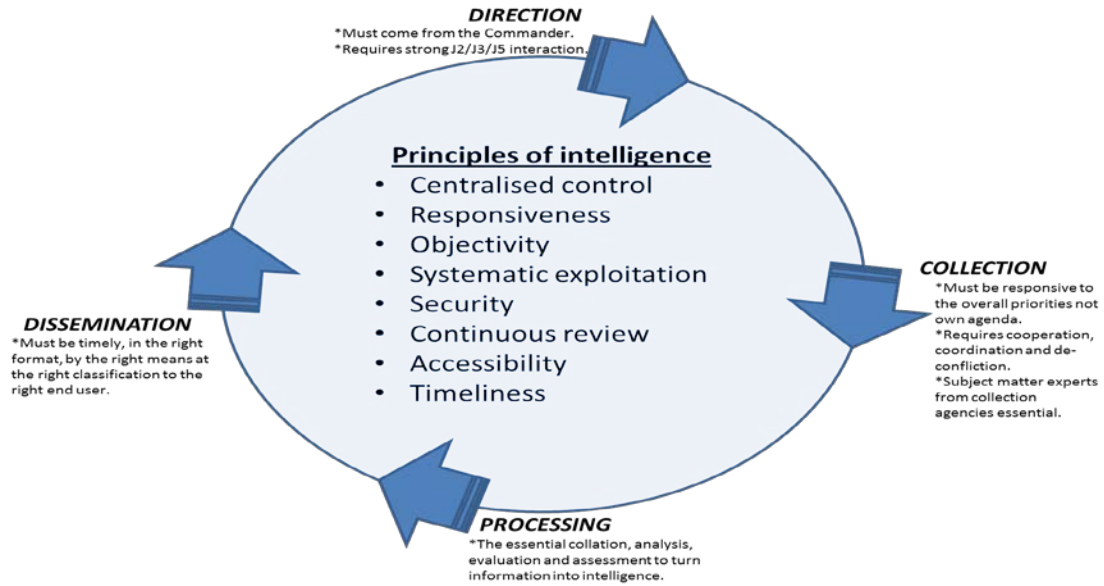 DIRECTION
*Must come from the Commander.
*Requires strong J2/J3/J5 interaction.
Principles of intelligence
• Centralised control
• Responsiveness
• Objectivity
• Systematic exploitation
• Security
• Continuous review
• Accessibility
• Timeliness
COLLECTION
*Must be responsive to
the overall priorities not
own agenda.
*Requires cooperation,
coordination and de-
confliction.
*Subject matter experts
from collection
agencies essential.
PROCESSING
*The essential collation, analysis,
evaluation and assessment to turn
information into intelligence.
DISSEMINATION
*Must be timely, in the right
format, by the right means at
the right classification to the
right end user.